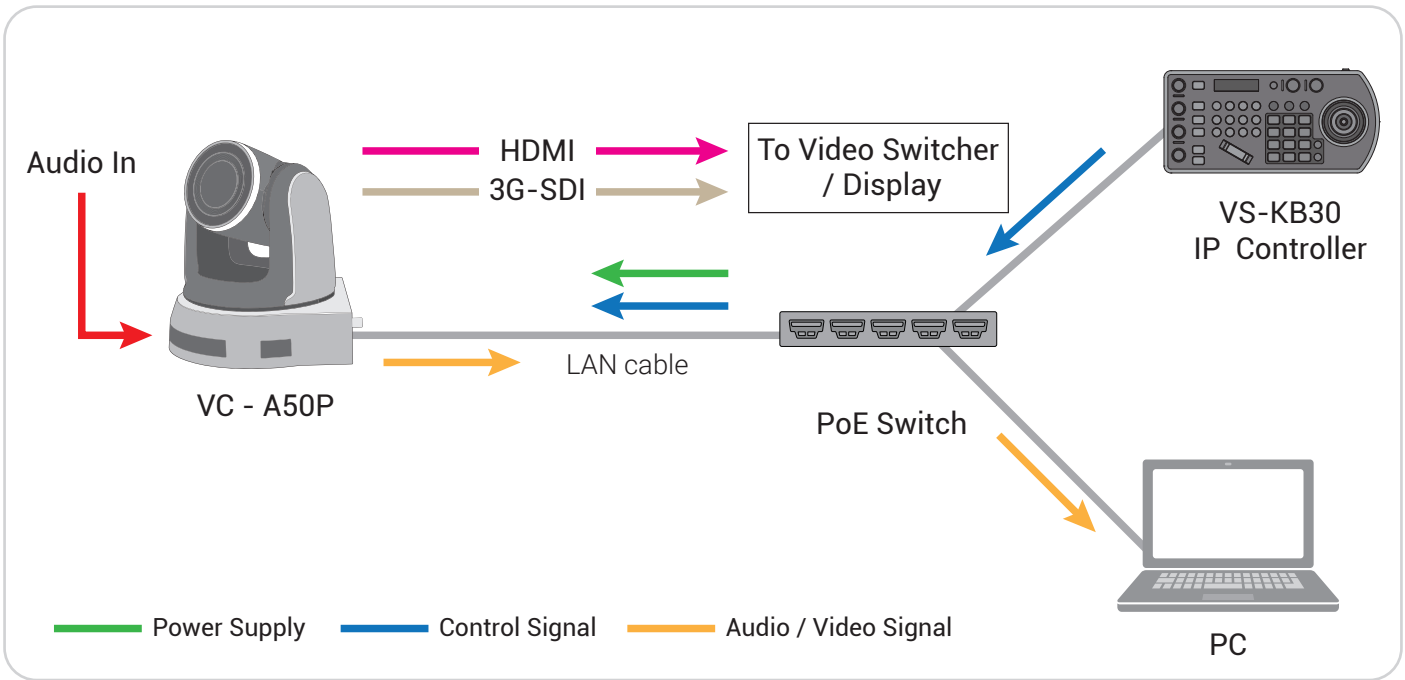 Audio In
HDMI
3G-SDI
To Video Switcher
/ Display
VS-KB30
IP Controller
LAN cable
VC - A50P
PoE Switch
Power Supply
Control Signal
Audio / Video Signal
PC